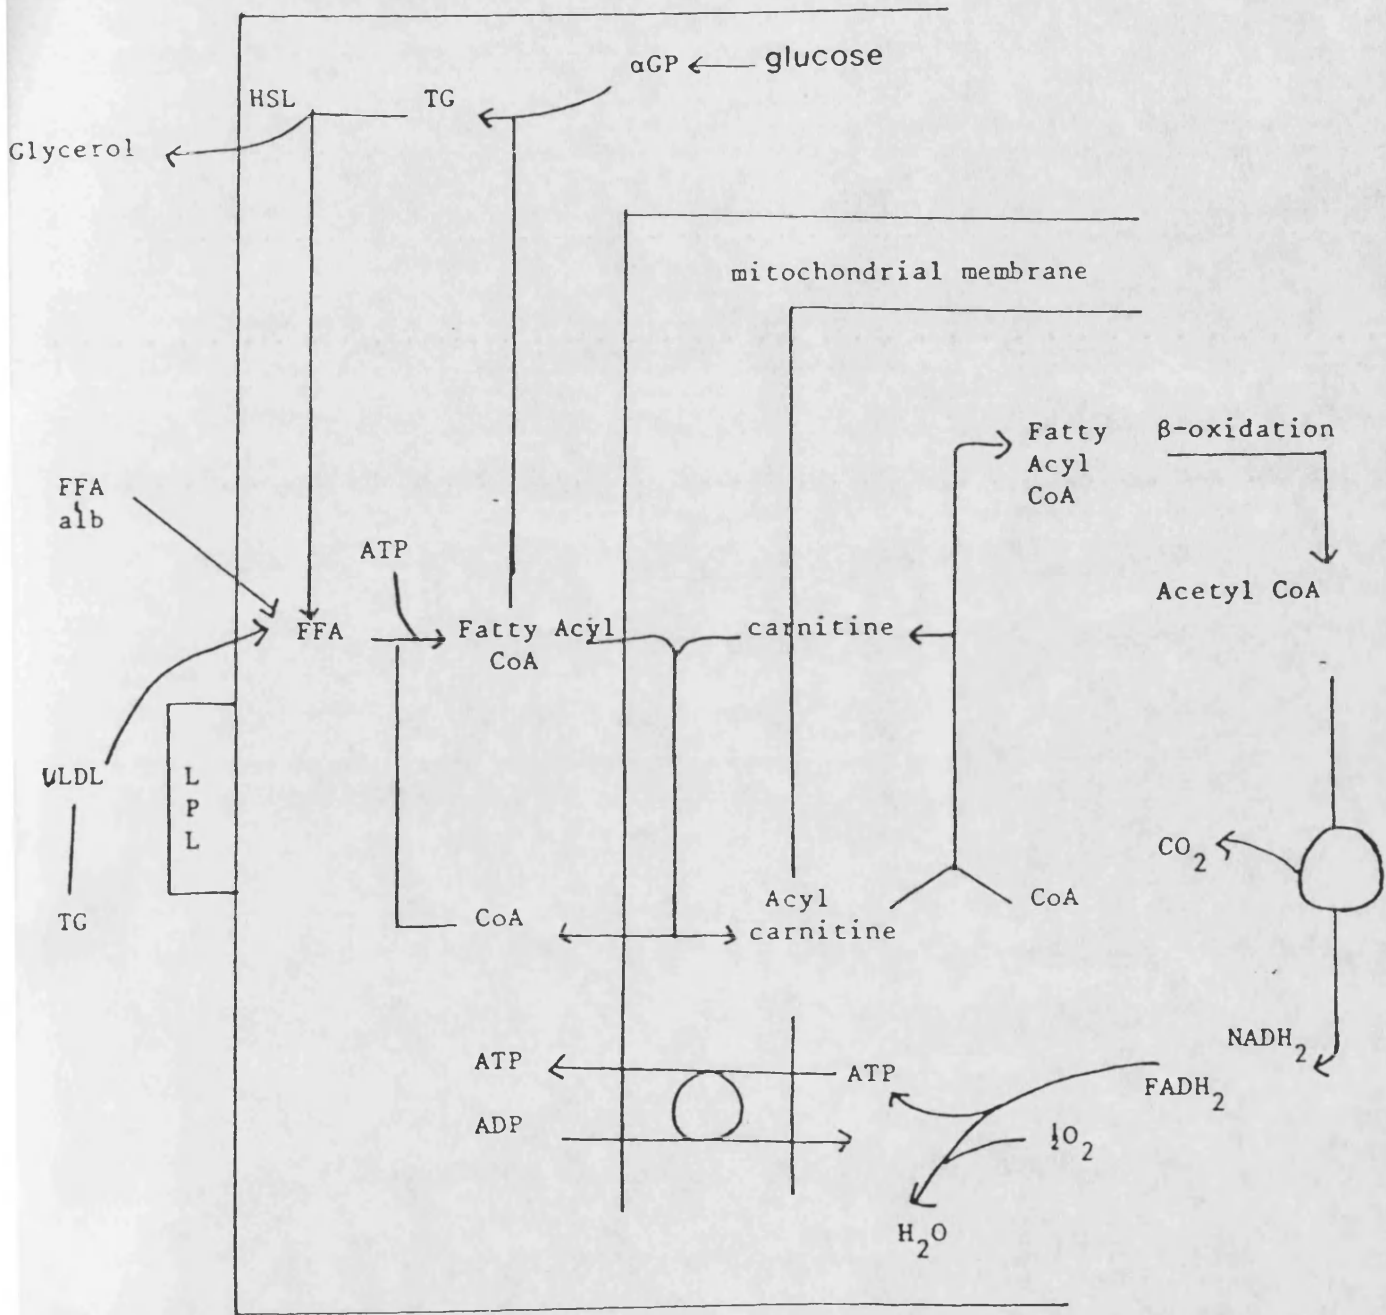 αGP glucose
HSL TG
Glycerol
mitochondrial membrane
Fatty β-oxidation
Acyl
CoA
FFA
alb
ATP
Acetyl CoA
FFA Fatty Acyl carnitine
CoA
VLDL
L
P
L
CO2
TG
CoA
Acyl
carnitine
CoA
NADH2
ATP ATP FADH2
ADP ½O2
H2O